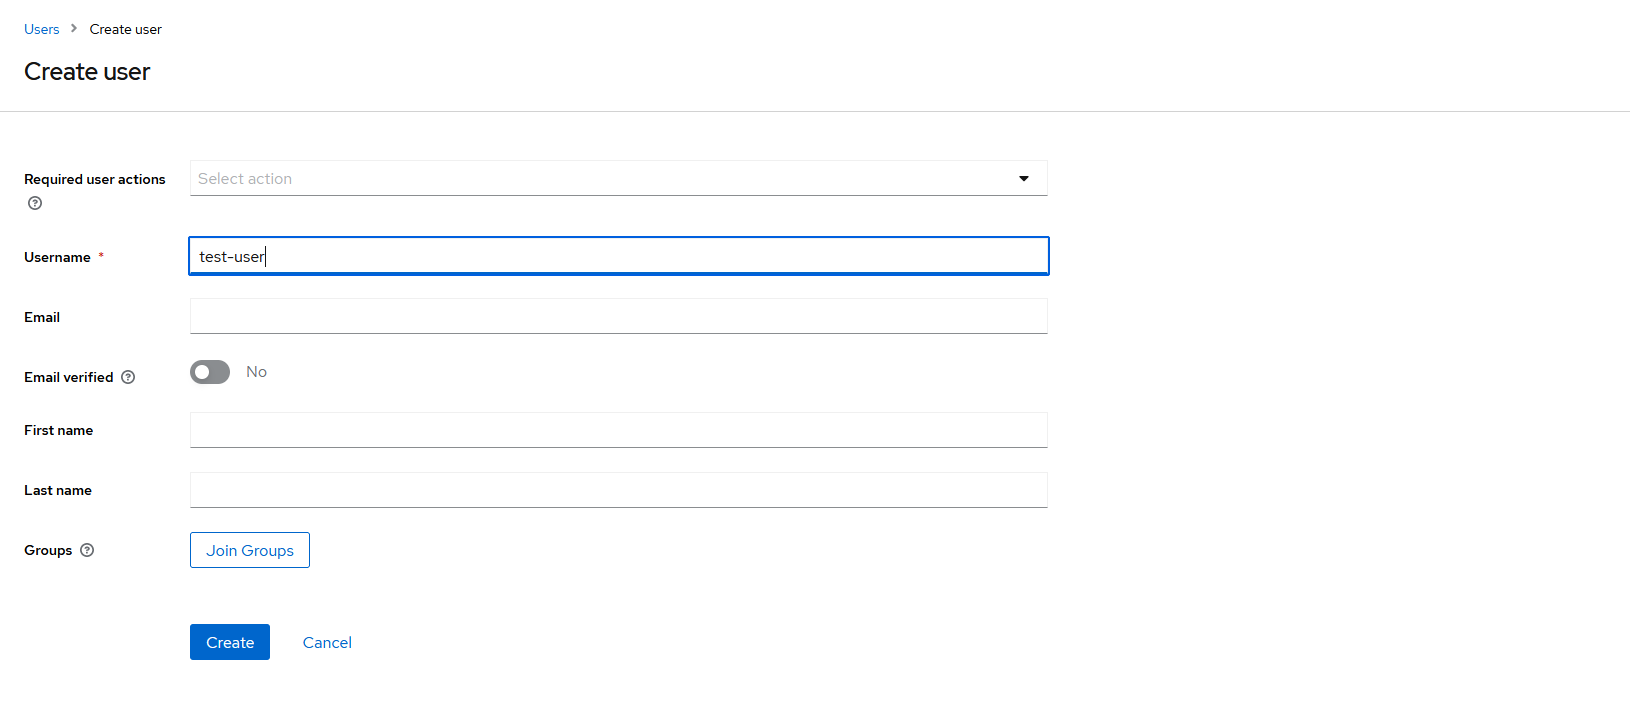 Users > Create user
Create user
Required user actions
Select action
Username *
test-user
Email
Email verified
No
First name
Last name
Groups
Join Groups
Create Cancel